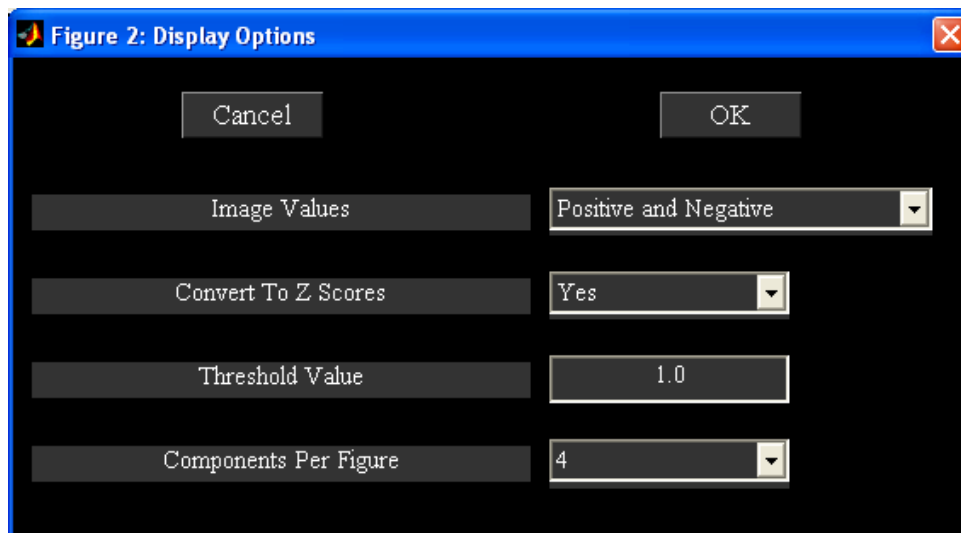 Figure 2: Display Options
Cancel OK
Image Values Positive and Negative
Convert To Z Scores Yes
Threshold Value 1.0
Components Per Figure 4